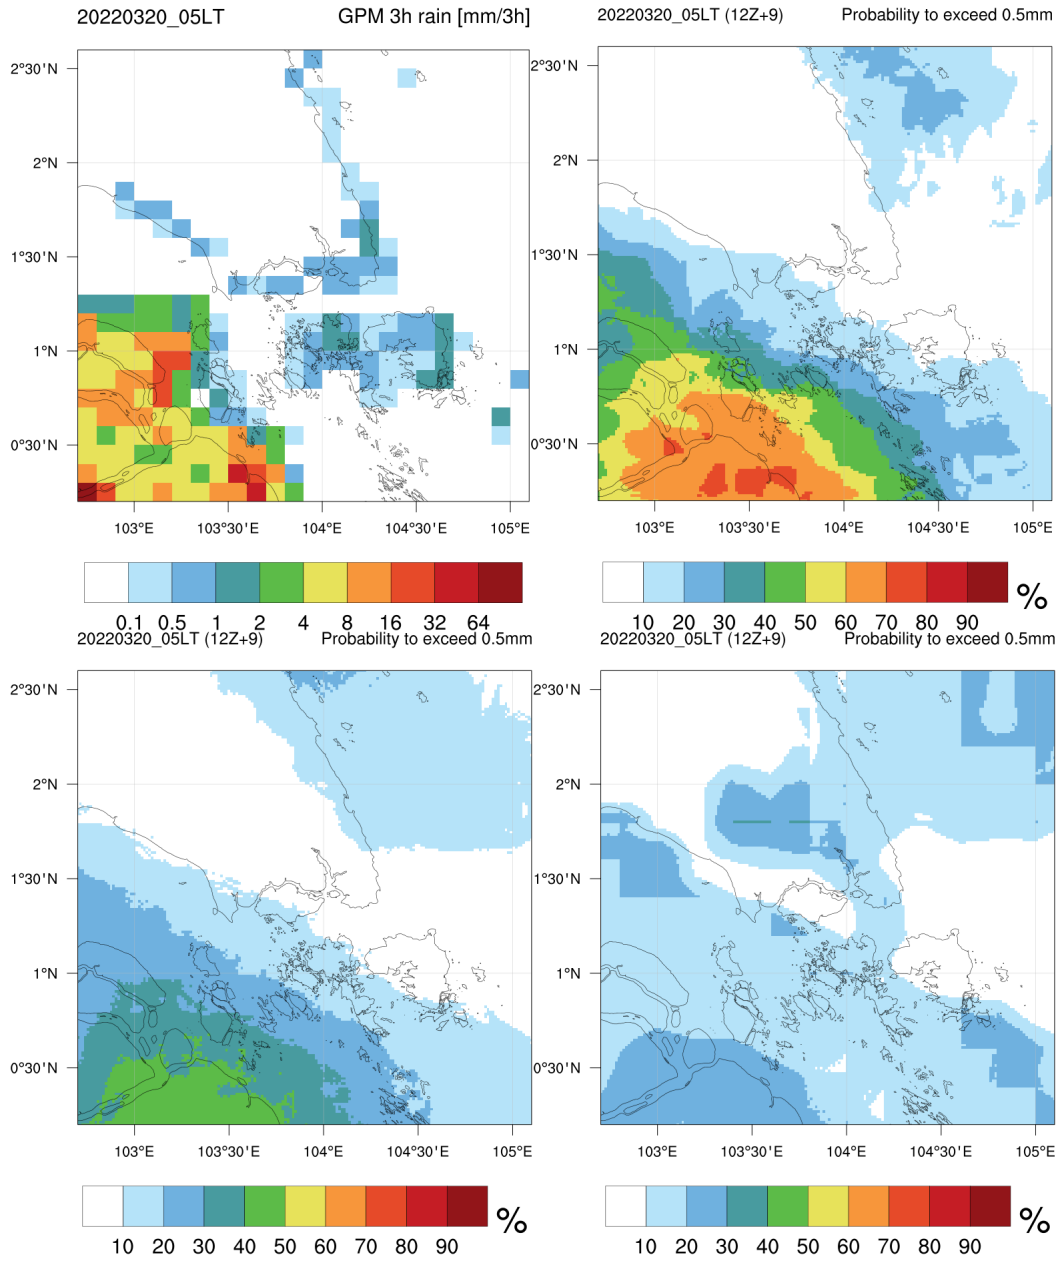 20220320_05LT GPM 3h rain [mm/3h]
20220320_05LT (12Z+9) Probability to exceed 0.5mm
2°30'N
2°N
1°30'N
1°N
0°30'N
103°E 103°30'E 104°E 104°30'E 105°E
2°30'N
2°N
1°30'N
1°N
0°30'N
103°E 103°30'E 104°E 104°30'E 105°E
0.1 0.5 1 2 4 8 16 32 64
10 20 30 40 50 60 70 80 90
%
20220320_05LT (12Z+9) Probability to exceed 0.5mm
20220320_05LT (12Z+9) Probability to exceed 0.5mm
2°30'N
2°N
1°30'N
1°N
0°30'N
103°E 103°30'E 104°E 104°30'E 105°E
2°30'N
2°N
1°30'N
1°N
0°30'N
103°E 103°30'E 104°E 104°30'E 105°E
10 20 30 40 50 60 70 80 90
%
10 20 30 40 50 60 70 80 90
%